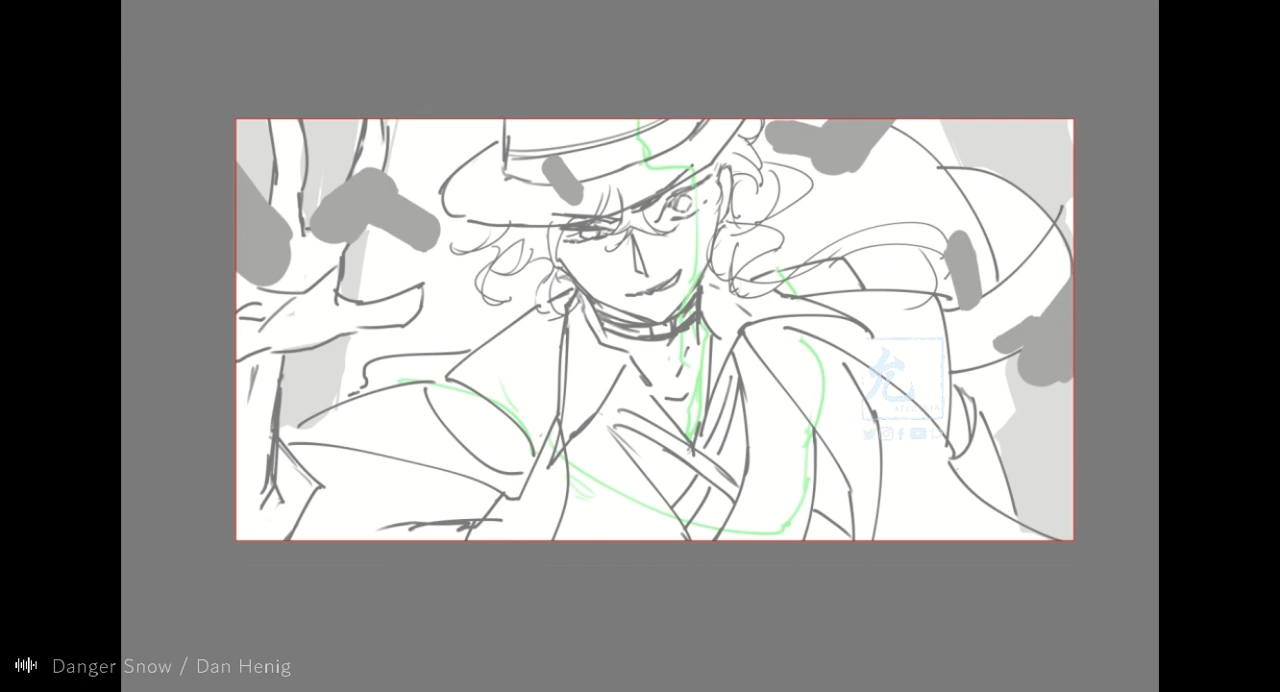 允
Danger Snow / Dan Henig